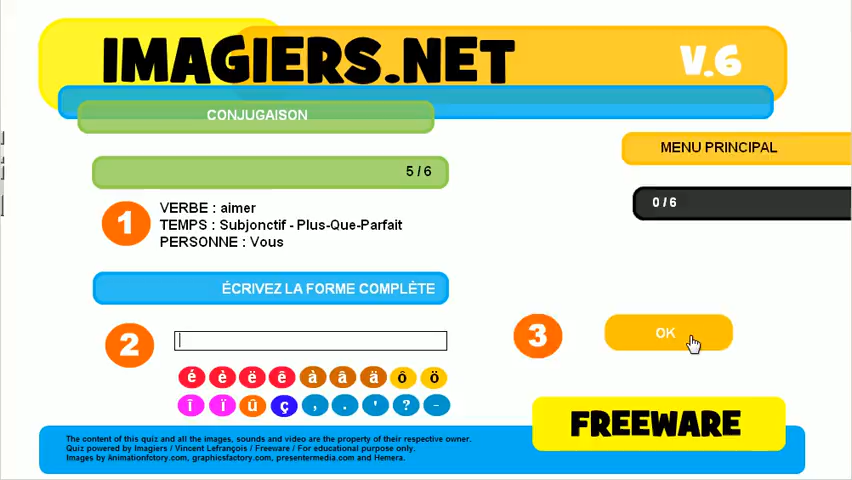 IMAGIERS.NET
V.6
CONJUGAISON
MENU PRINCIPAL
5 / 6
0 / 6
1
VERBE : aimer
TEMPS : Subjonctif - Plus-Que-Parfait
PERSONNE : Vous
ÉCRIVEZ LA FORME COMPLÈTE
2
3
OK
é è ë ê à â ä ô ö
î ï û ç , . ' ? -
FREEWARE
The content of this quiz and all the images, sounds and video are the property of their respective owner.
Quiz powered by Imagiers / Vincent Lefrançois / Freeware / For educational purpose only.
Images by Animationfctory.com, graphicsfactory.com, presentermedia.com and Hemera.